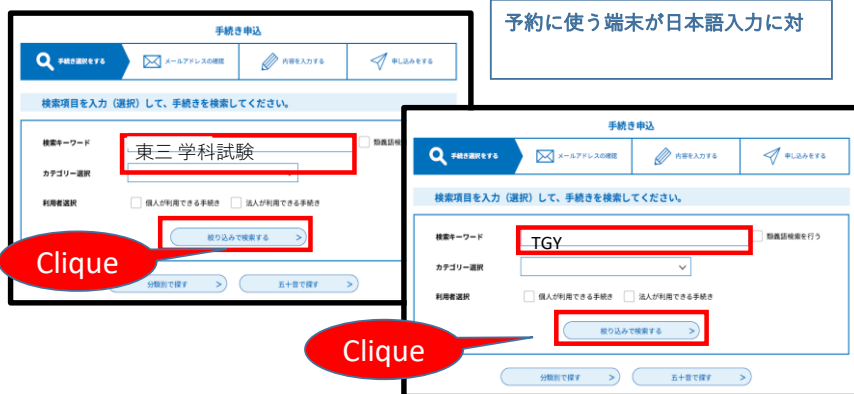 手続き申込
手続き選択をする
メールアドレスの確認
内容を入力する
申し込みをする
検索項目を入力（選択）して、手続きを検索してください。
検索キーワード
東三 学科試験
類義語検
カテゴリー選択
利用者選択
個人が利用できる手続き
法人が利用できる手続き
絞り込みで検索する
Clique
分類別で探す
五十音で探す
予約に使う端末が日本語入力に対
手続き申込
手続き選択をする
メールアドレスの確認
内容を入力する
申し込みをする
検索項目を入力（選択）して、手続きを検索してください。
検索キーワード
TGY
類義語検索を行う
カテゴリー選択
利用者選択
個人が利用できる手続き
法人が利用できる手続き
絞り込みで検索する
Clique
分類別で探す
五十音で探す